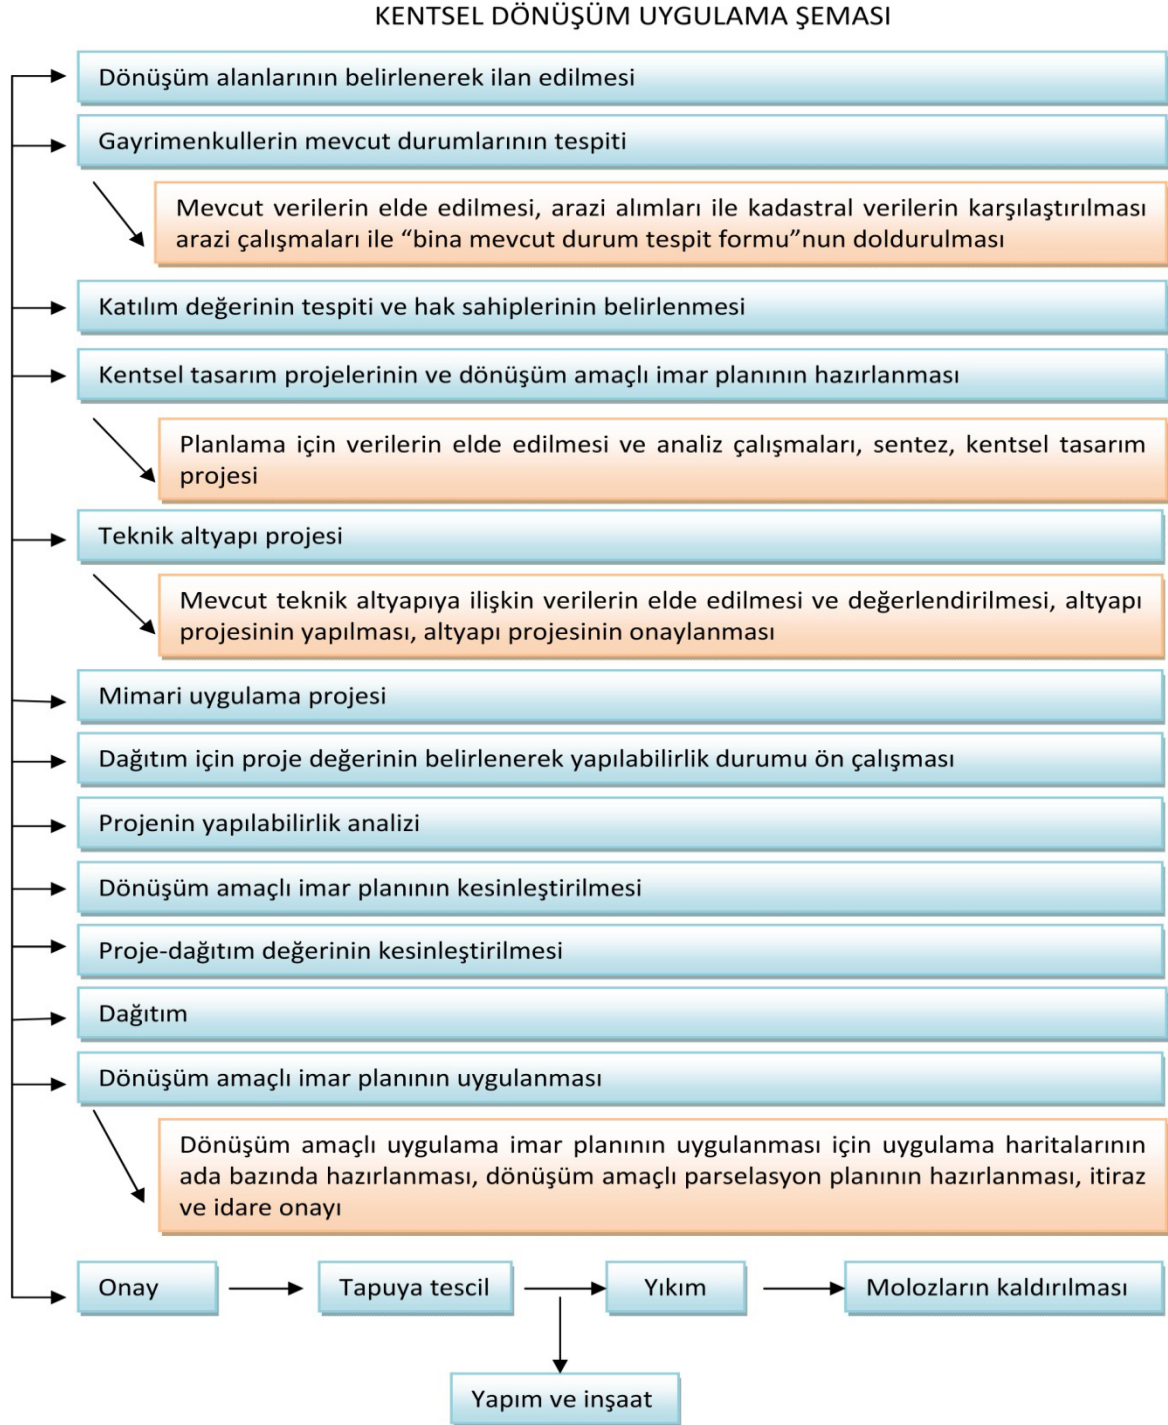 KENTSEL DÖNÜŞÜM UYGULAMA ŞEMASI
Dönüşüm alanlarının belirlenerek ilan edilmesi
Gayrimenkullerin mevcut durumlarının tespiti
Mevcut verilerin elde edilmesi, arazi alımları ile kadastral verilerin karşılaştırılması
arazi çalışmaları ile “bina mevcut durum tespit formu”nun doldurulması
Katılım değerinin tespiti ve hak sahiplerinin belirlenmesi
Kentsel tasarım projelerinin ve dönüşüm amaçlı imar planının hazırlanması
Planlama için verilerin elde edilmesi ve analiz çalışmaları, sentez, kentsel tasarım
projesi
Teknik altyapı projesi
Mevcut teknik altyapıya ilişkin verilerin elde edilmesi ve değerlendirilmesi, altyapı
projesinin yapılması, altyapı projesinin onaylanması
Mimari uygulama projesi
Dağıtım için proje değerinin belirlenerek yapılabilirlik durumu ön çalışması
Projenin yapılabilirlik analizi
Dönüşüm amaçlı imar planının kesinleştirilmesi
Proje-dağıtım değerinin kesinleştirilmesi
Dağıtım
Dönüşüm amaçlı imar planının uygulanması
Dönüşüm amaçlı uygulama imar planının uygulanması için uygulama haritalarının
ada bazında hazırlanması, dönüşüm amaçlı parselasyon planının hazırlanması, itiraz
ve idare onayı
Onay
Tapuya tescil
Yıkım
Molozların kaldırılması
Yapım ve inşaat